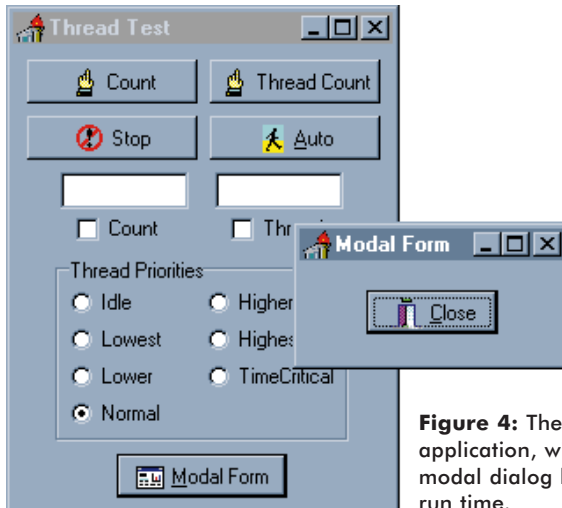 Thread Test
Count
Thread Count
Stop
Auto
Count
Modal Form
Close
Thread Priorities
Idle
Higher
Lowest
Lower
TimeCritical
Normal
Modal Form
Figure 4: The
application, w
modal dialog
run time.